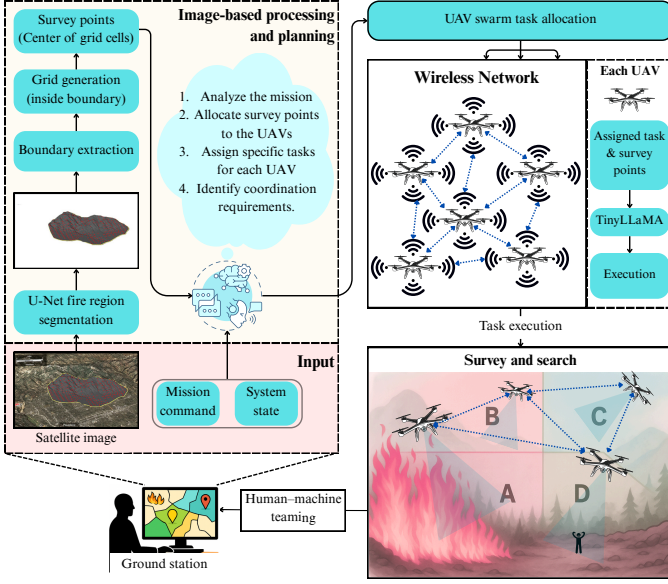 Survey points
(Center of grid cells)
Grid generation
(inside boundary)
Boundary extraction
U-Net fire region
segmentation
Satellite image
Image-based processing
and planning
1. Analyze the mission
2. Allocate survey points
to the UAVs
3. Assign specific tasks
for each UAV
4. Identify coordination
requirements.
Input
Mission
command
System
state
UAV swarm task allocation
Wireless Network
Each UAV
Assigned task
& survey
points
TinyLLaMA
Execution
Task execution
Survey and search
B
C
A
D
Human–machine
teaming
Ground station